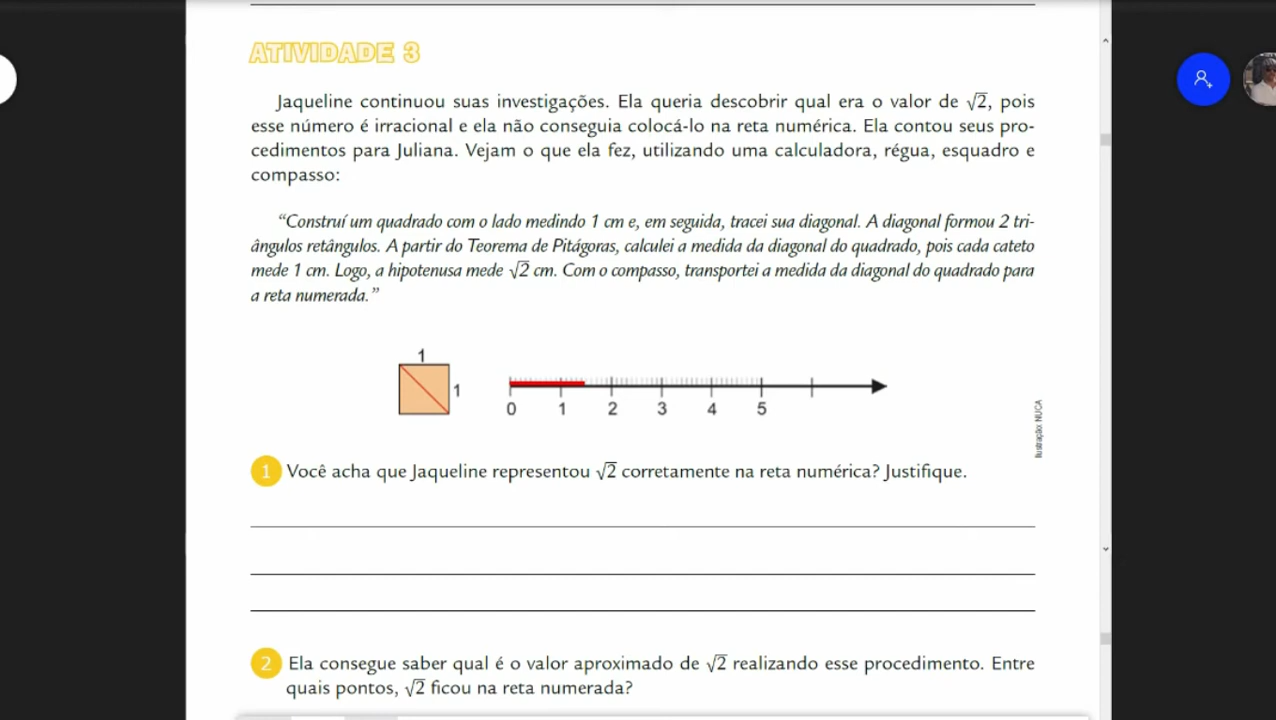 ATIVIDADE 3
Jaqueline continuou suas investigações. Ela queria descobrir qual era o valor de √2, pois
esse número é irracional e ela não conseguia colocá-lo na reta numérica. Ela contou seus pro-
cedimentos para Juliana. Vejam o que ela fez, utilizando uma calculadora, régua, esquadro e
compasso:
“Construí um quadrado com o lado medindo 1 cm e, em seguida, tracei sua diagonal. A diagonal formou 2 tri-
ângulos retângulos. A partir do Teorema de Pitágoras, calculei a medida da diagonal do quadrado, pois cada cateto
mede 1 cm. Logo, a hipotenusa mede √2 cm. Com o compasso, transportei a medida da diagonal do quadrado para
a reta numerada.”
1
1
0 1 2 3 4 5
Ilustração: NUCA
1 Você acha que Jaqueline representou √2 corretamente na reta numérica? Justifique.
2 Ela consegue saber qual é o valor aproximado de √2 realizando esse procedimento. Entre
quais pontos, √2 ficou na reta numerada?